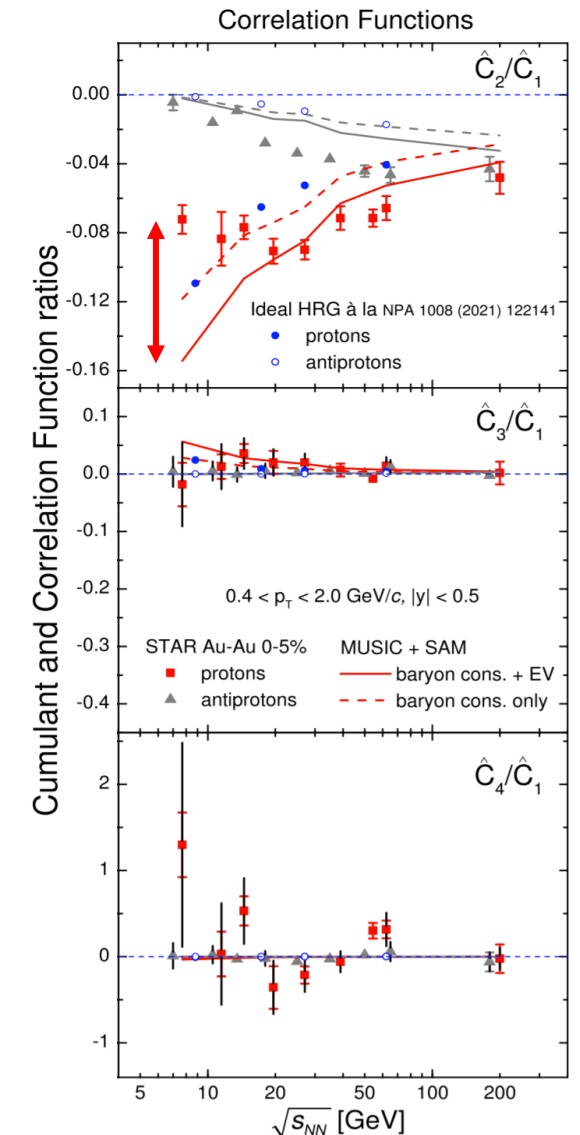 Correlation Functions
Cumulant and Correlation Function ratios
Ĉ₂/Ĉ₁
0.00
-0.04
-0.08
-0.12
-0.16
Ideal HRG à la NPA 1008 (2021) 122141
protons
antiprotons
Ĉ₃/Ĉ₁
0.1
0.0
-0.1
-0.2
-0.3
-0.4
0.4 < p_T < 2.0 GeV/c, |y| < 0.5
STAR Au-Au 0-5% MUSIC + SAM
protons baryon cons. + EV
antiprotons baryon cons. only
Ĉ₄/Ĉ₁
2
1
0
-1
5 10 20 50 100 200
√s_NN [GeV]